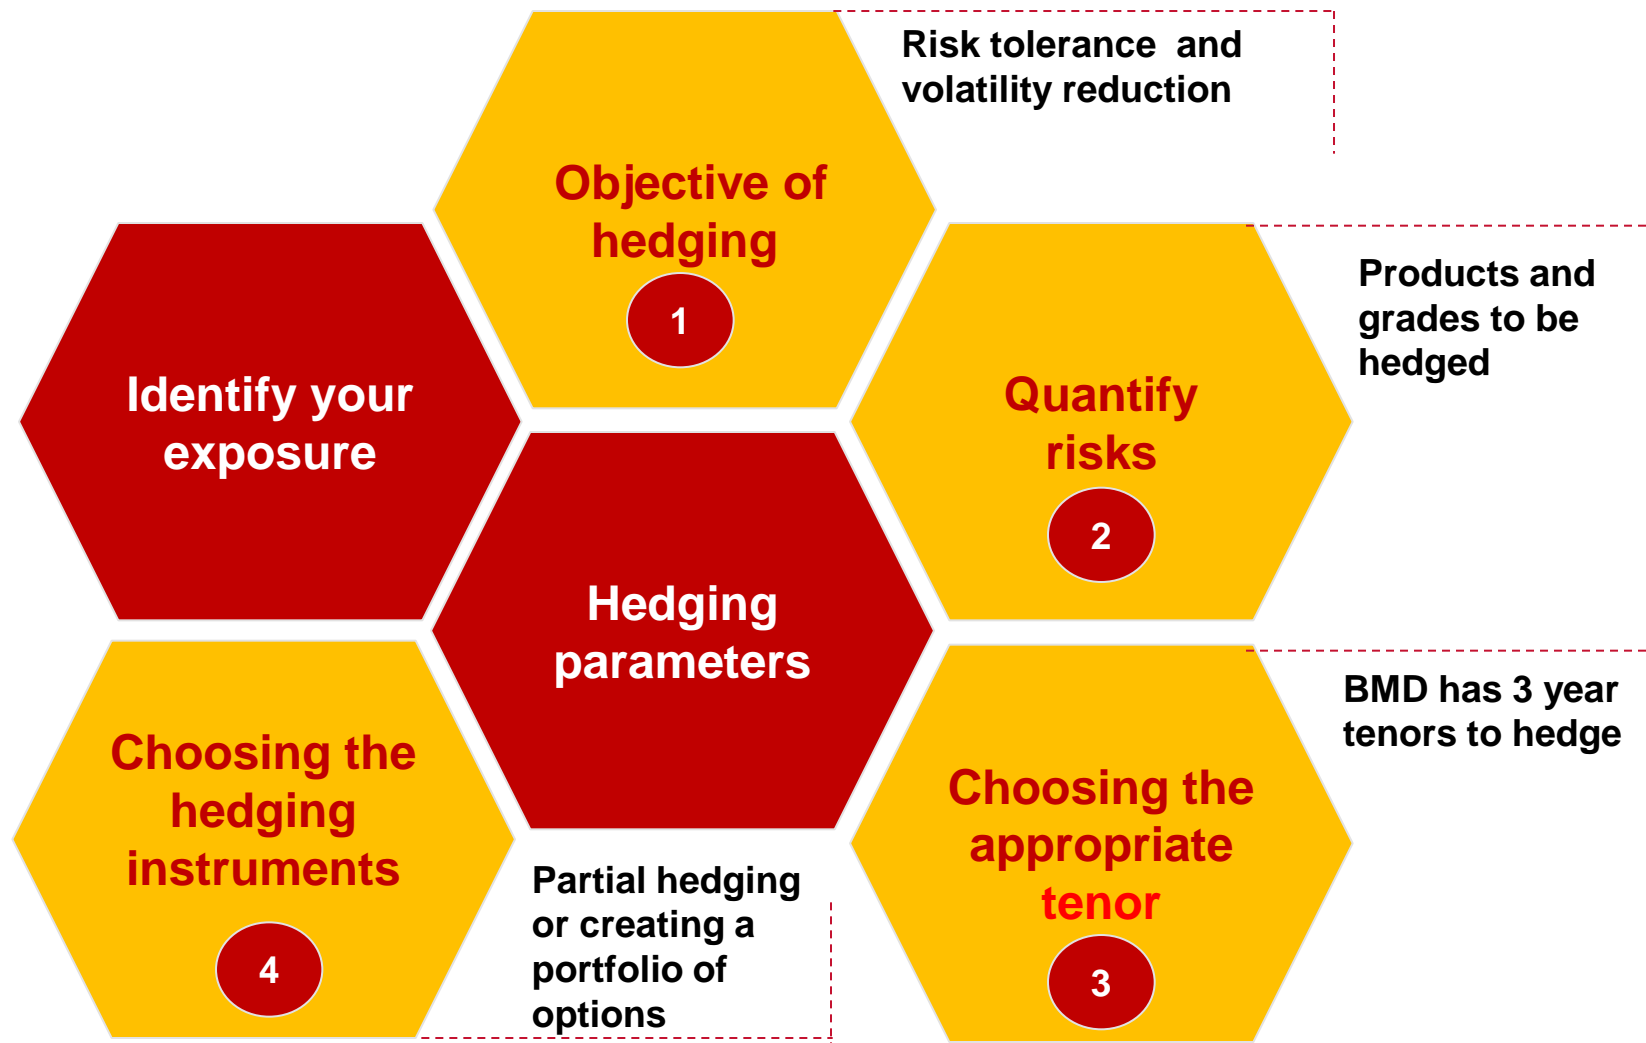 Risk tolerance and
volatility reduction
Objective of
hedging
1
Products and
grades to be
hedged
Identify your
exposure
Quantify
risks
2
Hedging
parameters
BMD has 3 year
tenors to hedge
Choosing the
appropriate
tenor
3
Choosing the
hedging
instruments
4
Partial hedging
or creating a
portfolio of
options